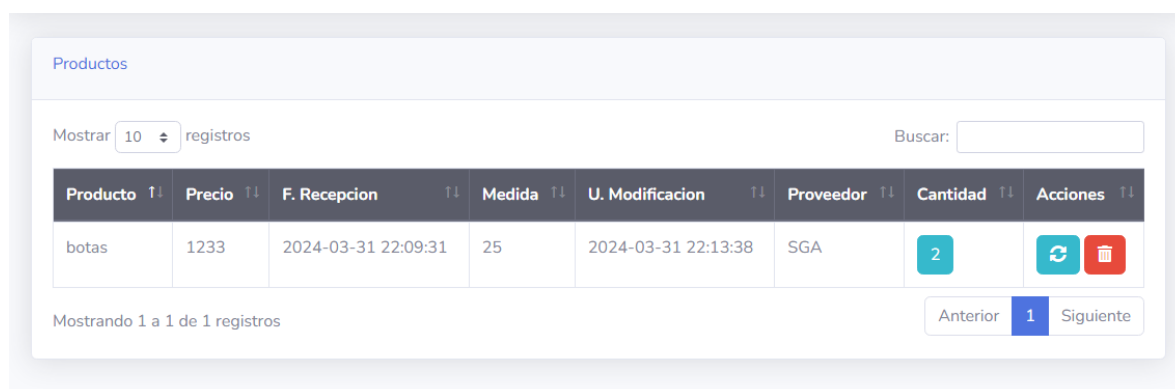 Productos
Mostrar 10 registros Buscar:
Producto Precio F. Recepcion Medida U. Modificacion Proveedor Cantidad Acciones
botas 1233 2024-03-31 22:09:31 25 2024-03-31 22:13:38 SGA 2
Mostrando 1 a 1 de 1 registros Anterior 1 Siguiente